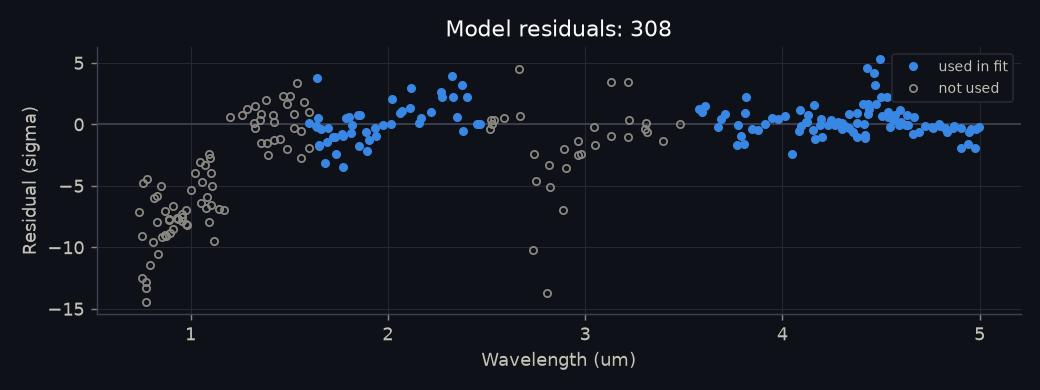 Model residuals: 308
Residual (sigma)
5
0
−5
−10
−15
used in fit
not used
1
2
3
4
5
Wavelength (um)